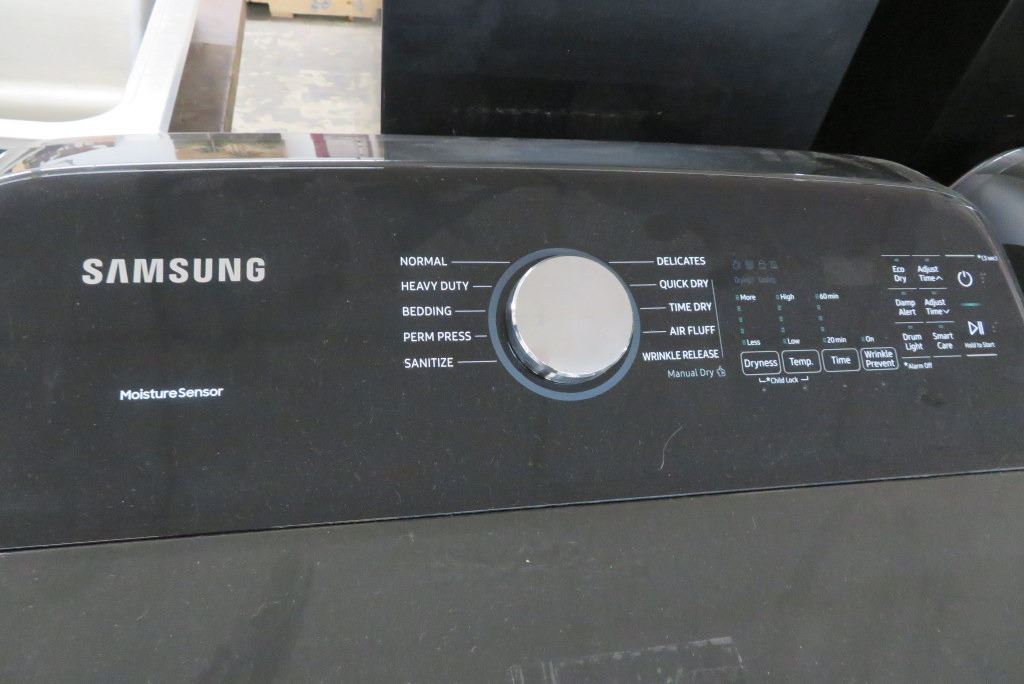 SAMSUNG
MoistureSensor
NORMAL
HEAVY DUTY
BEDDING
PERM PRESS
SANITIZE
DELICATES
QUICK DRY
TIME DRY
AIR FLUFF
WRINKLE RELEASE
Manual Dry
More
High
60 min
Less
Low
20 min
On
Dryness
Temp.
Time
Wrinkle
Prevent
*Child Lock
Eco
Dry
Adjust
Time
Damp
Alert
Adjust
Time
Drum
Light
Smart
Care
*Alarm Off
Hold to Start